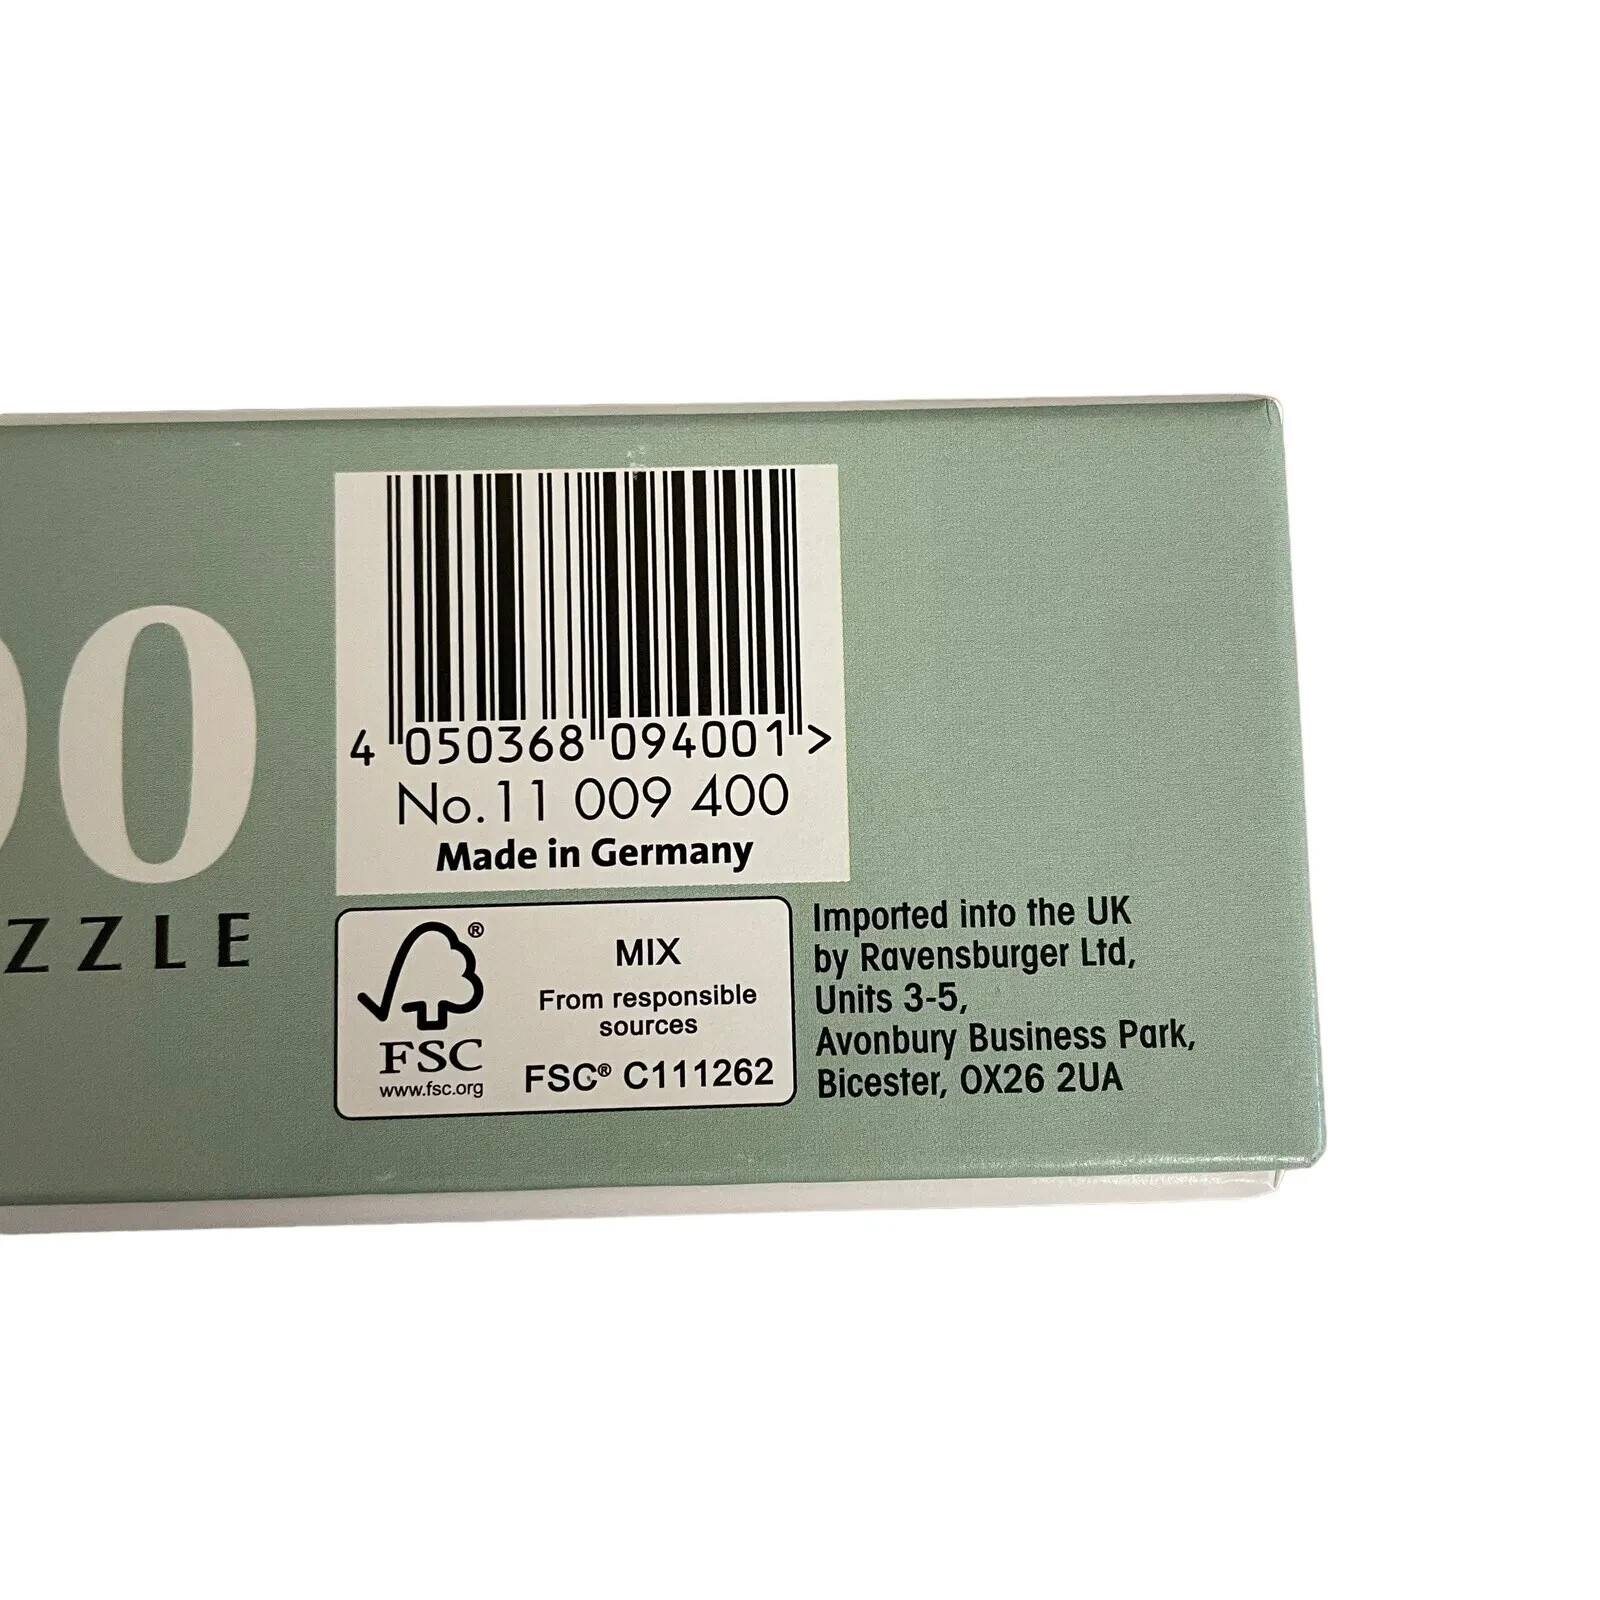 00
ZZLE
4 050368 094001 >
No. 11 009 400
Made in Germany
®
FSC
www.fsc.org
MIX
From responsible
sources
FSC® C111262
Imported into the UK
by Ravensburger Ltd,
Units 3-5,
Avonbury Business Park,
Bicester, OX26 2UA